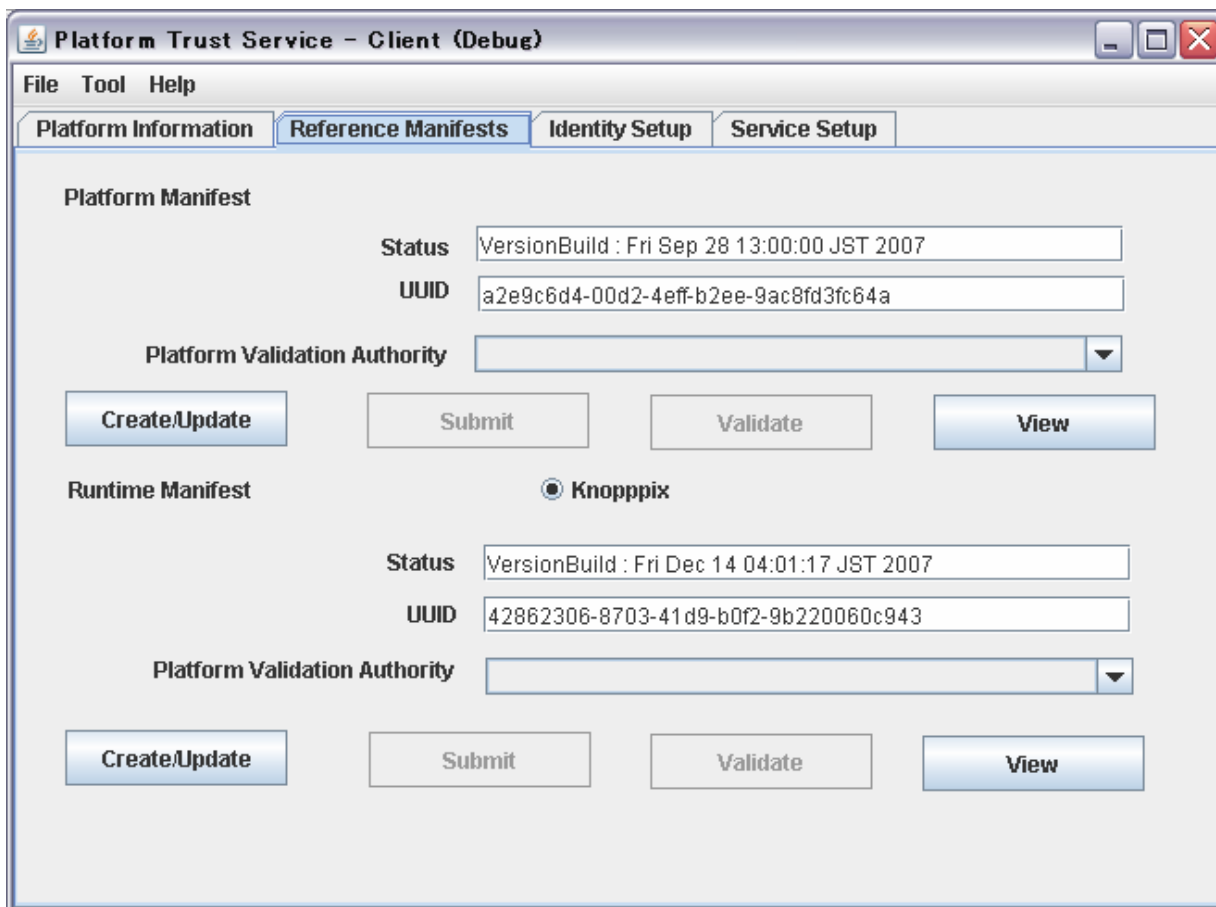 Platform Trust Service - Client (Debug)
File Tool Help
Platform Information Reference Manifests Identity Setup Service Setup
Platform Manifest
Status VersionBuild : Fri Sep 28 13:00:00 JST 2007
UUID a2e9c6d4-00d2-4eff-b2ee-9ac8fd3fc64a
Platform Validation Authority
Create/Update Submit Validate View
Runtime Manifest Knopppix
Status VersionBuild : Fri Dec 14 04:01:17 JST 2007
UUID 42862306-8703-41d9-b0f2-9b220060c943
Platform Validation Authority
Create/Update Submit Validate View